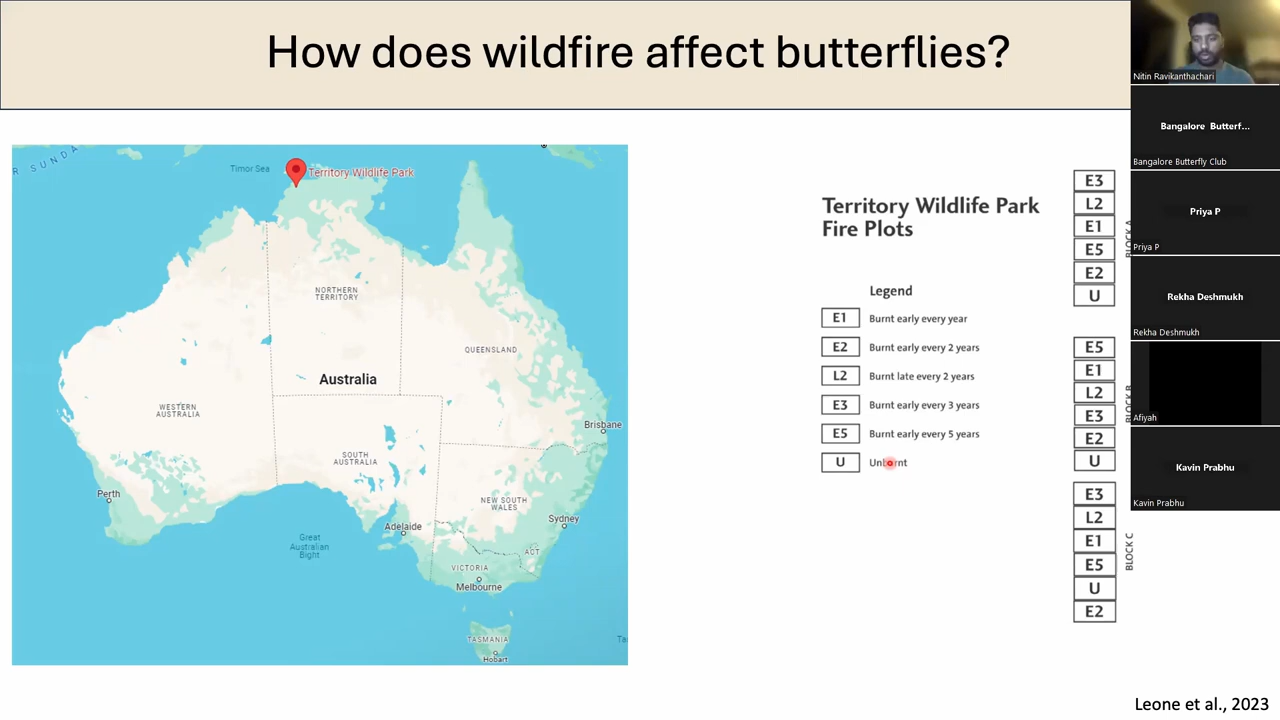 How does wildfire affect butterflies?
R SUNDA
Timor Sea
Territory Wildlife Park
NORTHERN
TERRITORY
QUEENSLAND
Australia
WESTERN
AUSTRALIA
SOUTH
AUSTRALIA
Brisbane
Perth
NEW SOUTH
WALES
Adelaide
Sydney
Great
Australian
Bight
ACT
VICTORIA
Melbourne
TASMANIA
Hobart
Ta
Territory Wildlife Park
Fire Plots
Legend
E1 Burnt early every year
E2 Burnt early every 2 years
L2 Burnt late every 2 years
E3 Burnt early every 3 years
E5 Burnt early every 5 years
U Unburnt
E3
L2
E1
E5
E2
U
BLOCK A
E5
E1
L2
E3
E2
U
BLOCK B
E3
L2
E1
E5
U
E2
BLOCK C
Leone et al., 2023
Nitin Ravikanthachari
Bangalore Butterf...
Bangalore Butterfly Club
Priya P
Priya P
Rekha Deshmukh
Rekha Deshmukh
Afiyah
Kavin Prabhu
Kavin Prabhu